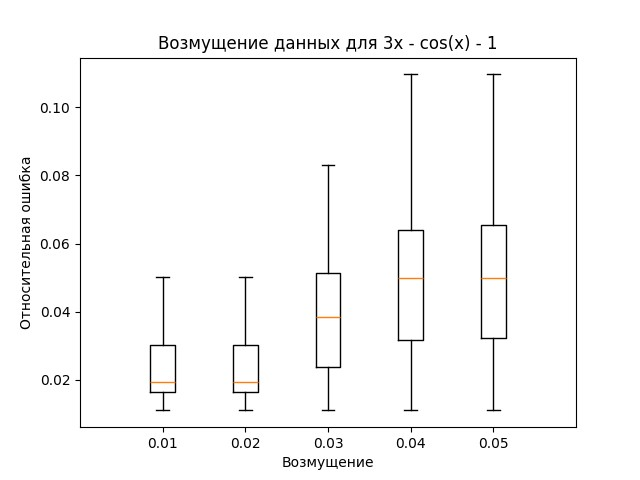 Возмущение данных для 3x - cos(x) - 1
Относительная ошибка
0.10
0.08
0.06
0.04
0.02
0.01 0.02 0.03 0.04 0.05
Возмущение